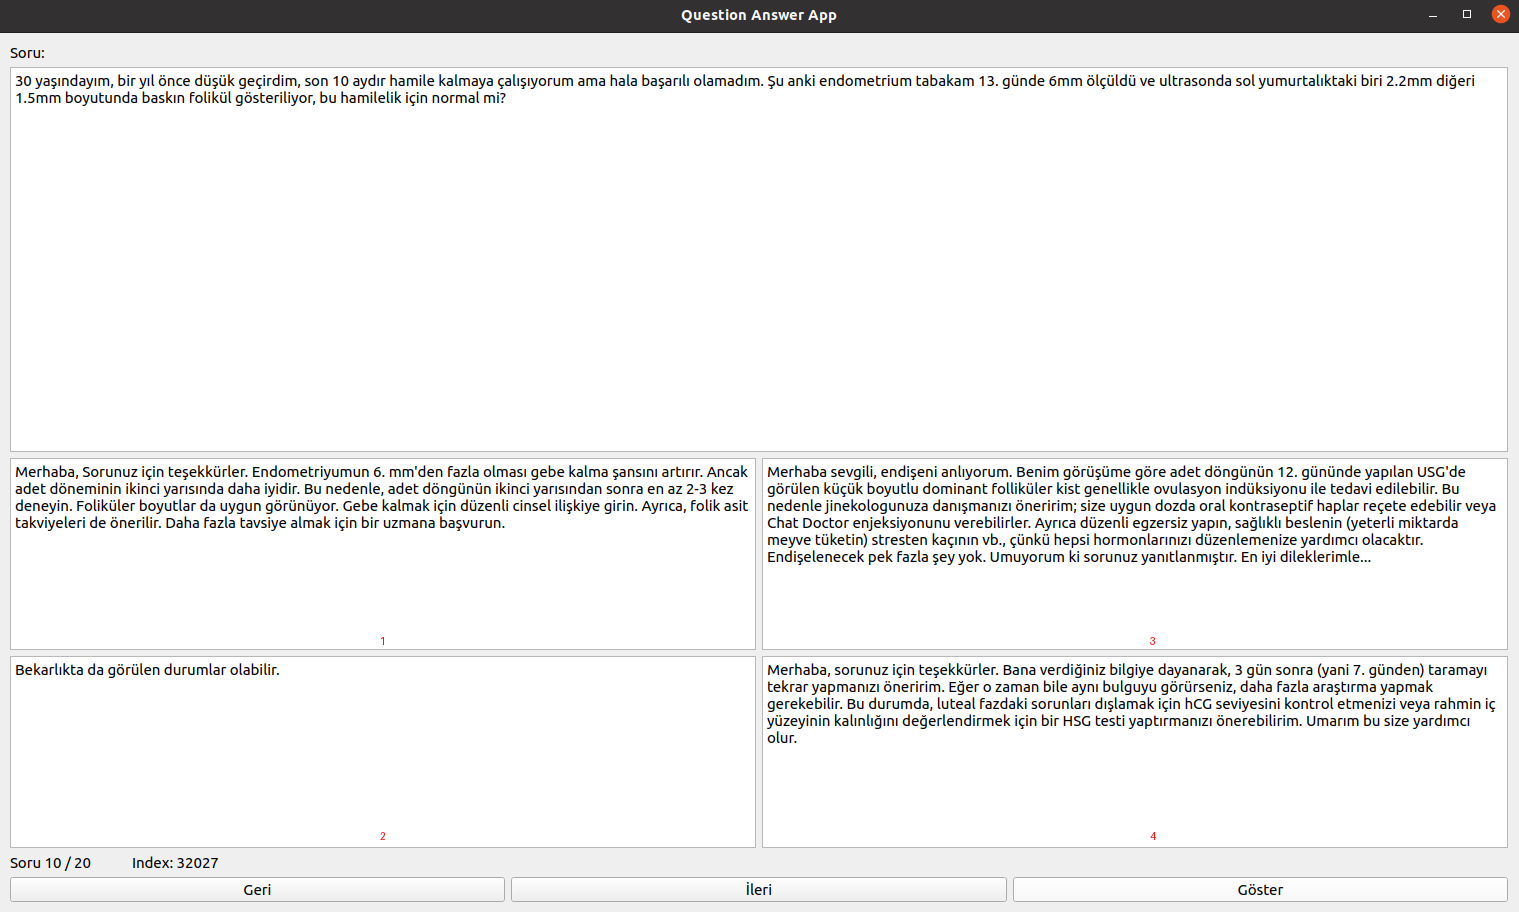 Question Answer App
Soru:
30 yaşındayım, bir yıl önce düşük geçirdim, son 10 aydır hamile kalmaya çalışıyorum ama hala başarılı olamadım. Şu anki endometrium tabakam 13. günde 6mm ölçüldü ve ultrasonda sol yumurtalıktaki biri 2.2mm diğeri
1.5mm boyutunda baskın folikül gösteriliyor, bu hamilelik için normal mi?
Merhaba, Sorunuz için teşekkürler. Endometriyumun 6. mm'den fazla olması gebe kalma şansını artırır. Ancak
adet döneminin ikinci yarısında daha iyidir. Bu nedenle, adet döngünün ikinci yarısından sonra en az 2-3 kez
deneyin. Foliküler boyutlar da uygun görünüyor. Gebe kalmak için düzenli cinsel ilişkiye girin. Ayrıca, folik asit
takviyeleri de önerilir. Daha fazla tavsiye almak için bir uzmana başvurun.
1
Merhaba sevgili, endişeni anlıyorum. Benim görüşüme göre adet döngünün 12. gününde yapılan USG'de
görülen küçük boyutlu dominant folliküler kist genellikle ovulasyon indüksiyonu ile tedavi edilebilir. Bu
nedenle jinekologunuza danışmanızı öneririm; size uygun dozda oral kontraseptif haplar reçete edebilir veya
Chat Doctor enjeksiyonunu verebilirler. Ayrıca düzenli egzersiz yapın, sağlıklı beslenin (yeterli miktarda
meyve tüketin) stresten kaçının vb., çünkü hepsi hormonlarınızı düzenlemenize yardımcı olacaktır.
Endişelenecek pek fazla şey yok. Umuyorum ki sorunuz yanıtlanmıştır. En iyi dileklerimle...
3
Bekarlıkta da görülen durumlar olabilir.
2
Merhaba, sorunuz için teşekkürler. Bana verdiğiniz bilgiye dayanarak, 3 gün sonra (yani 7. günden) taramayı
tekrar yapmanızı öneririm. Eğer o zaman bile aynı bulguyu görürseniz, daha fazla araştırma yapmak
gerekebilir. Bu durumda, luteal fazdaki sorunları dışlamak için hCG seviyesini kontrol etmenizi veya rahmin iç
yüzeyinin kalınlığını değerlendirmek için bir HSG testi yaptırmanızı önerebilirim. Umarım bu size yardımcı
olur.
4
Soru 10 / 20 Index: 32027
Geri İleri Göster